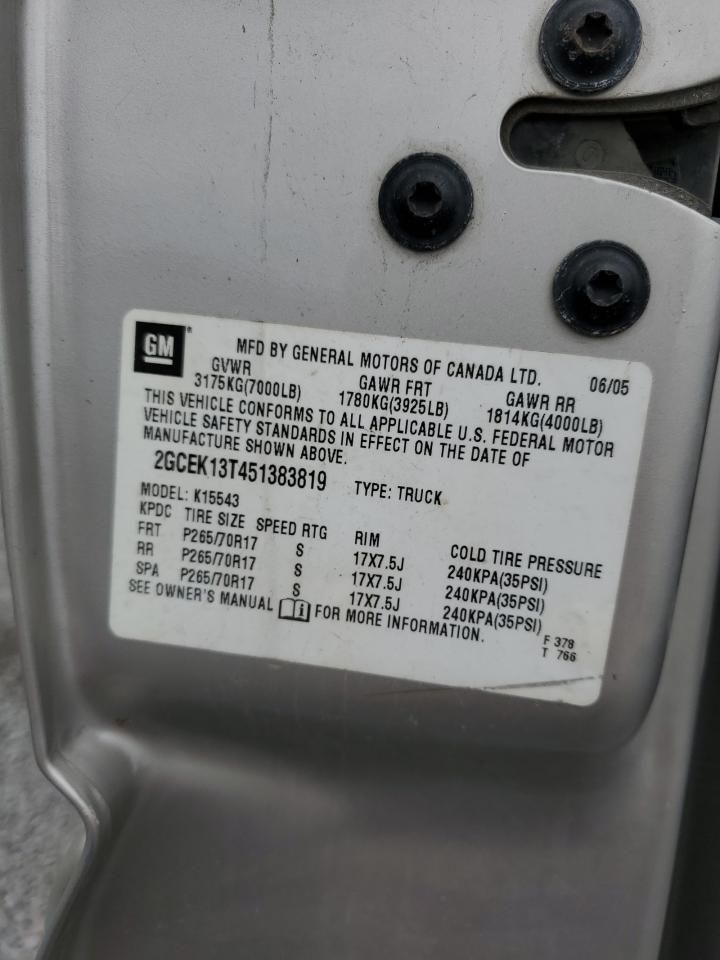 GM ® MFD BY GENERAL MOTORS OF CANADA LTD. 06/05
GVWR GAWR FRT GAWR RR
3175KG(7000LB) 1780KG(3925LB) 1814KG(4000LB)
THIS VEHICLE CONFORMS TO ALL APPLICABLE U.S. FEDERAL MOTOR
VEHICLE SAFETY STANDARDS IN EFFECT ON THE DATE OF
MANUFACTURE SHOWN ABOVE.
2GCEK13T451383819 TYPE: TRUCK
MODEL: K15543
KPDC TIRE SIZE SPEED RTG RIM COLD TIRE PRESSURE
FRT P265/70R17 S 17X7.5J 240KPA(35PSI)
RR P265/70R17 S 17X7.5J 240KPA(35PSI)
SPA P265/70R17 S 17X7.5J 240KPA(35PSI)
SEE OWNER'S MANUAL FOR MORE INFORMATION.
F 378
T 766